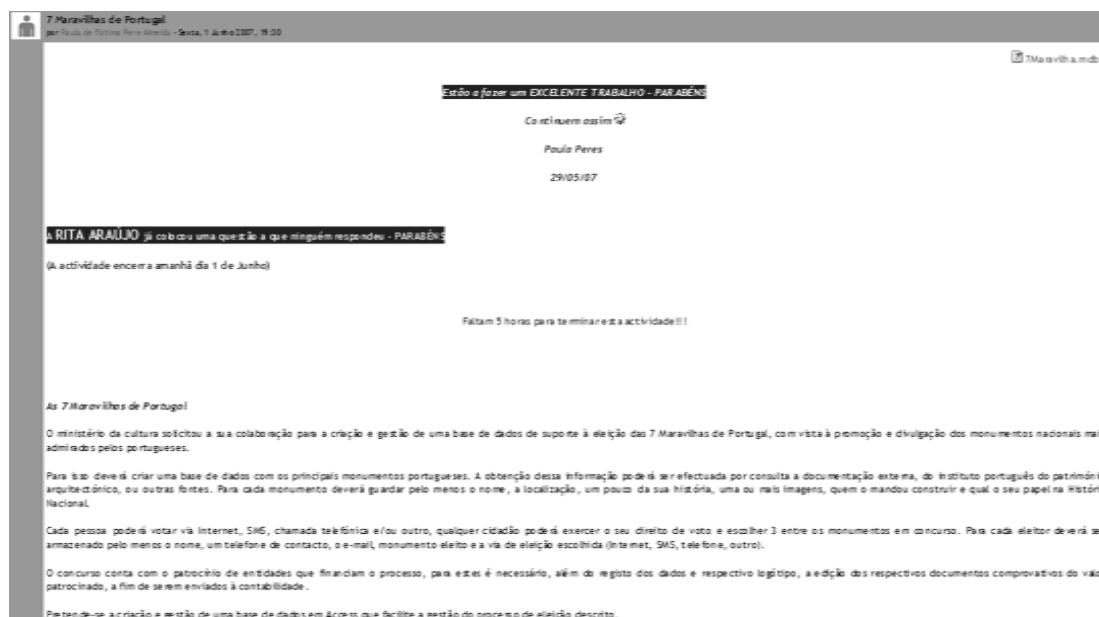 7 Maravilhas de Portugal
por Paula de Fátima Peres Almeida - Sexta, 1 Junho 2007, 19:00
7Maravilha.mdb
Estão a fazer um EXCELENTE TRABALHO - PARABÉNS
Continuem assim
Paula Peres
29/05/07
A RITA ARAÚJO já colocou uma questão a que ninguém respondeu - PARABÉNS
(A actividade encerra amanhã dia 1 de Junho)
Faltam 5 horas para terminar esta actividade!!!
As 7 Maravilhas de Portugal
O ministério da cultura solicitou a sua colaboração para a criação e gestão de uma base de dados de suporte à eleição das 7 Maravilhas de Portugal, com vista à promoção e divulgação dos monumentos nacionais mai
admirados pelos portugueses.
Para isso deverá criar uma base de dados com os principais monumentos portugueses. A obtenção dessa informação poderá ser efectuada por consulta a documentação externa, do instituto português do patrimóni
arquitectónico, ou outras fontes. Para cada monumento deverá guardar pelo menos o nome, a localização, um pouco da sua história, uma ou mais imagens, quem o mandou construir e qual o seu papel na Históri
Nacional.
Cada pessoa poderá votar via Internet, SMS, chamada telefónica e/ou outro, qualquer cidadão poderá exercer o seu direito de voto e escolher 3 entre os monumentos em concurso. Para cada eleitor deverá se
armazenado pelo menos o nome, um telefone de contacto, o e-mail, monumento eleito e a via de eleição escolhida (Internet, SMS, telefone, outro).
O concurso conta com o patrocínio de entidades que financiam o processo, para estes é necessário, além do registo dos dados e respectivo logótipo, a edição dos respectivos documentos comprovativos do valo
patrocinado, a fim de serem enviados à contabilidade.
Pretende-se a criação e gestão de uma base de dados em Access que facilite a gestão do processo de eleição descrito.